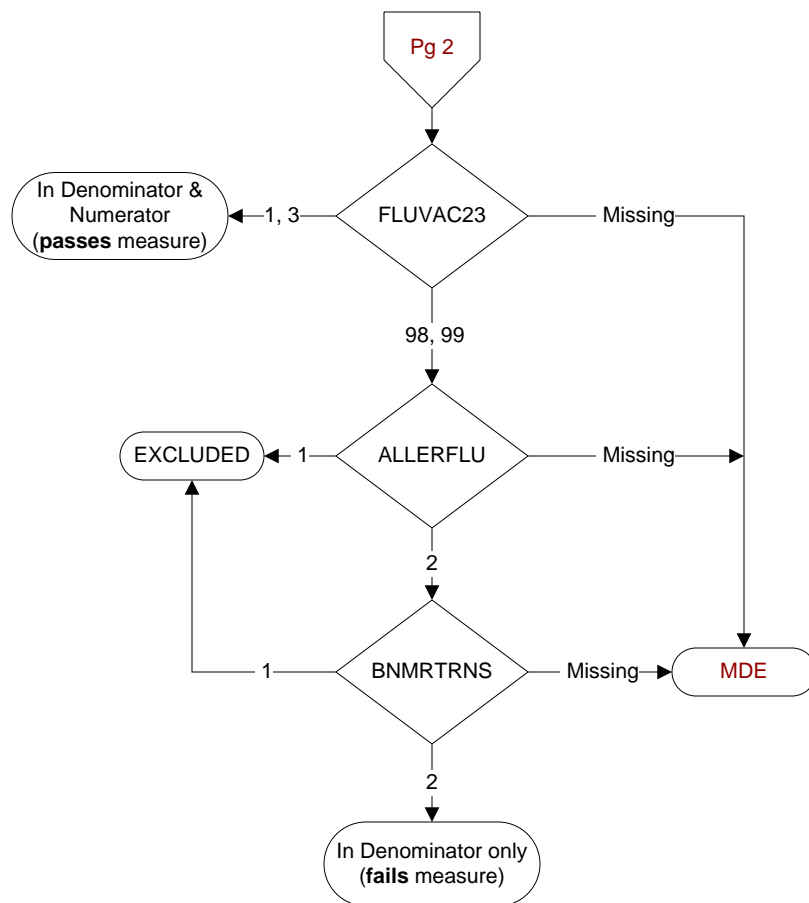 Pg 2
In Denominator &
Numerator
(passes measure)
1, 3
FLUVAC23
Missing
98, 99
EXCLUDED
1
ALLERFLU
Missing
2
1
BNMRTRNS
Missing
MDE
2
In Denominator only
(fails measure)